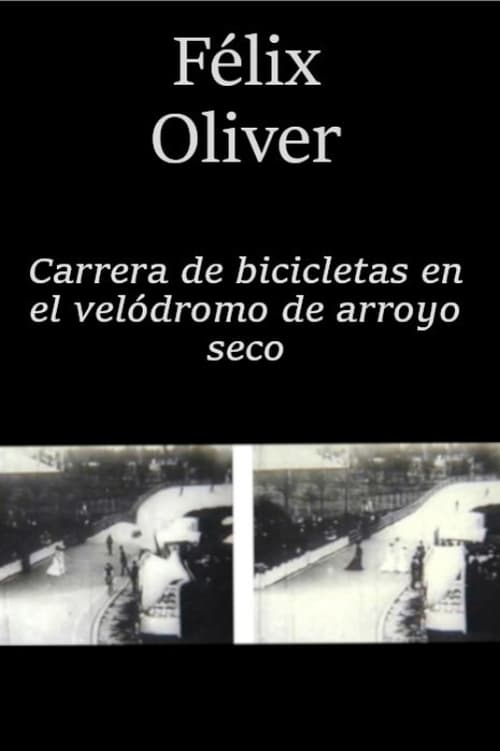 Félix
Oliver
Carrera de bicicletas en
el velódromo de arroyo
seco